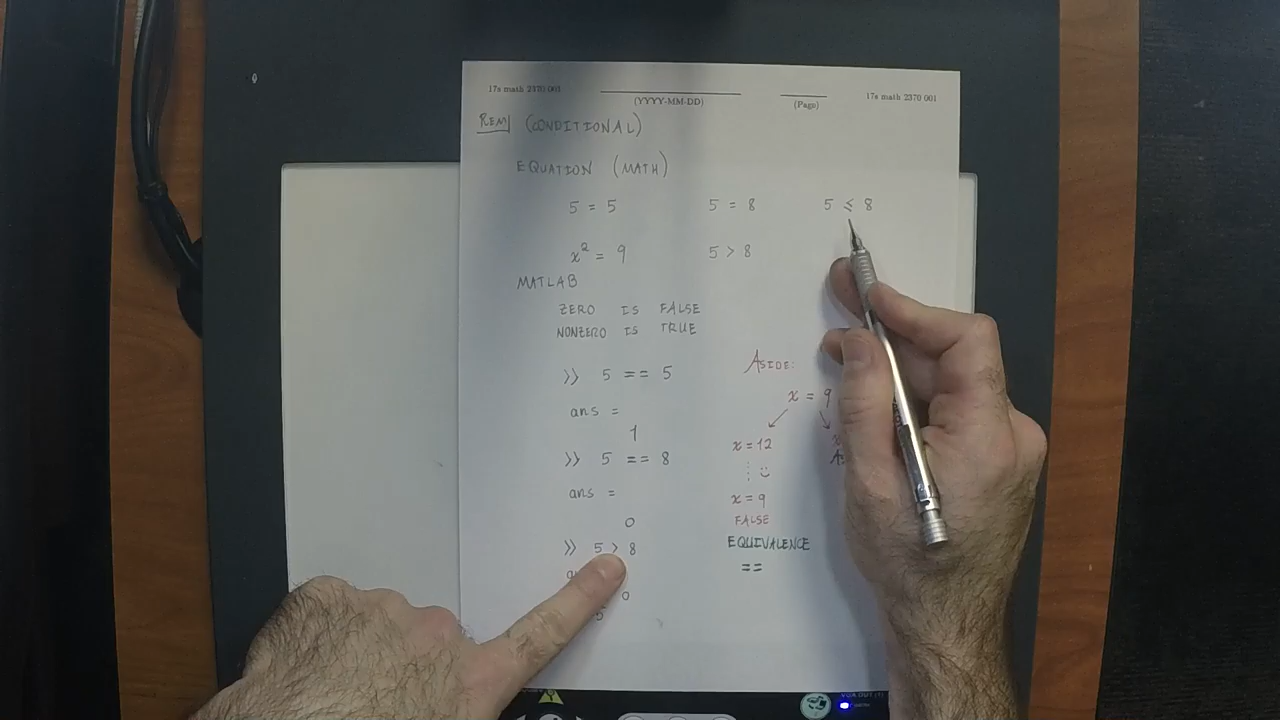 17s math 2370 001 (YYYY-MM-DD) (Page) 17s math 2370 001
REM (CONDITIONAL)
EQUATION (MATH)
5 = 5 5 = 8 5 ≤ 8
x² = 9 5 > 8
MATLAB
ZERO IS FALSE
NONZERO IS TRUE
>> 5 == 5
ans =
1
>> 5 == 8
ans =
0
>> 5 > 8
0
5
ASIDE:
x = 9
x = 12
x = 9
FALSE
EQUIVALENCE
==